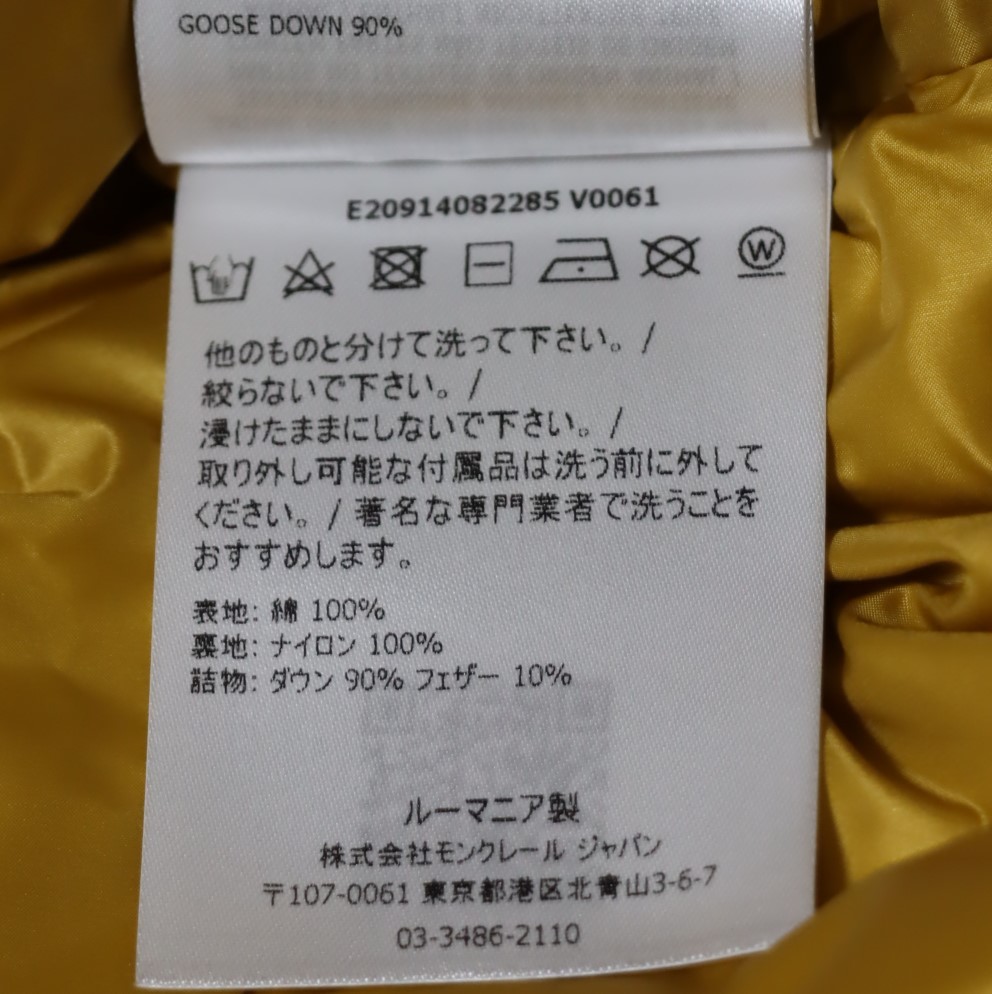 GOOSE DOWN 90%
E20914082285 V0061
W
他のものと分けて洗って下さい。/
絞らないで下さい。/
浸けたままにしないで下さい。/
取り外し可能な付属品は洗う前に外して
ください。/ 著名な専門業者で洗うことを
おすすめします。
表地: 綿 100%
裏地: ナイロン 100%
詰物: ダウン 90% フェザー 10%
ルーマニア製
株式会社モンクレール ジャパン
〒107-0061 東京都港区北青山3-6-7
03-3486-2110